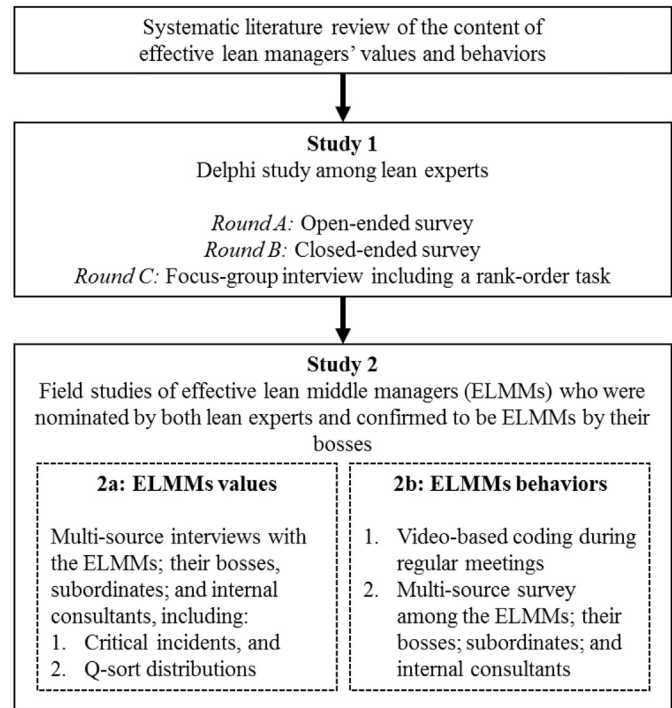 Systematic literature review of the content of
effective lean managers’ values and behaviors
Study 1
Delphi study among lean experts
Round A: Open-ended survey
Round B: Closed-ended survey
Round C: Focus-group interview including a rank-order task
Study 2
Field studies of effective lean middle managers (ELMMs) who were
nominated by both lean experts and confirmed to be ELMMs by their
bosses
2a: ELMMs values
Multi-source interviews with
the ELMMs; their bosses,
subordinates; and internal
consultants, including:
1. Critical incidents, and
2. Q-sort distributions
2b: ELMMs behaviors
1. Video-based coding during
regular meetings
2. Multi-source survey
among the ELMMs; their
bosses; subordinates; and
internal consultants